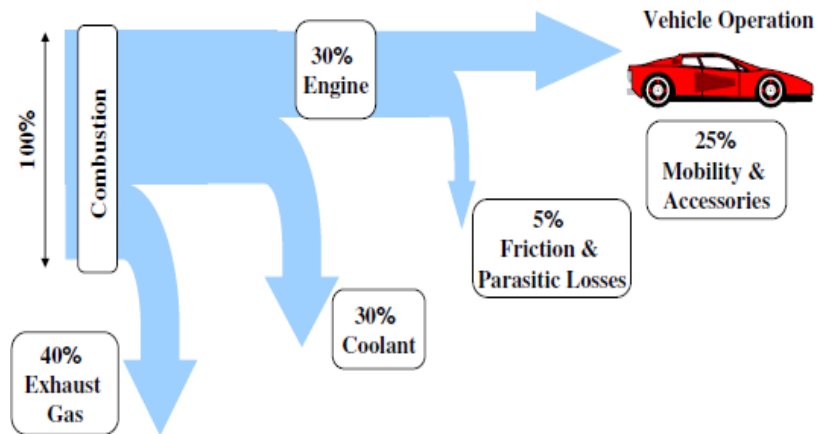 Vehicle Operation
100%
Combustion
30%
Engine
25%
Mobility &
Accessories
5%
Friction &
Parasitic Losses
30%
Coolant
40%
Exhaust
Gas